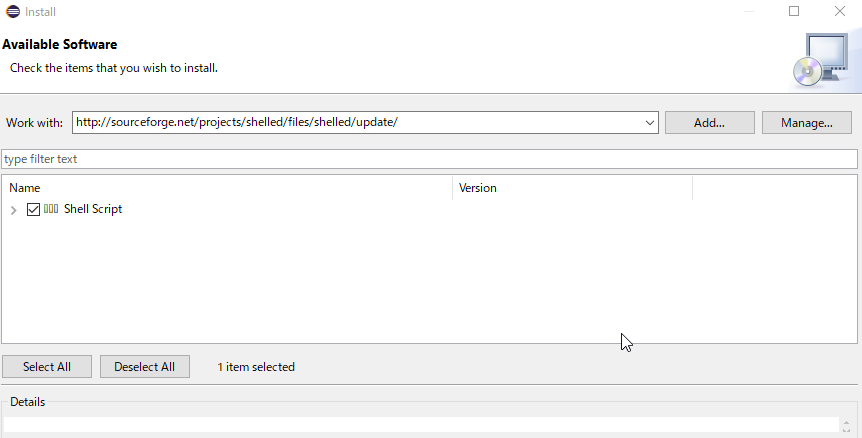 Install
Available Software
Check the items that you wish to install.
Work with: http://sourceforge.net/projects/shelled/files/shelled/update/ Add... Manage...
type filter text
Name Version
Shell Script
Select All Deselect All 1 item selected
Details